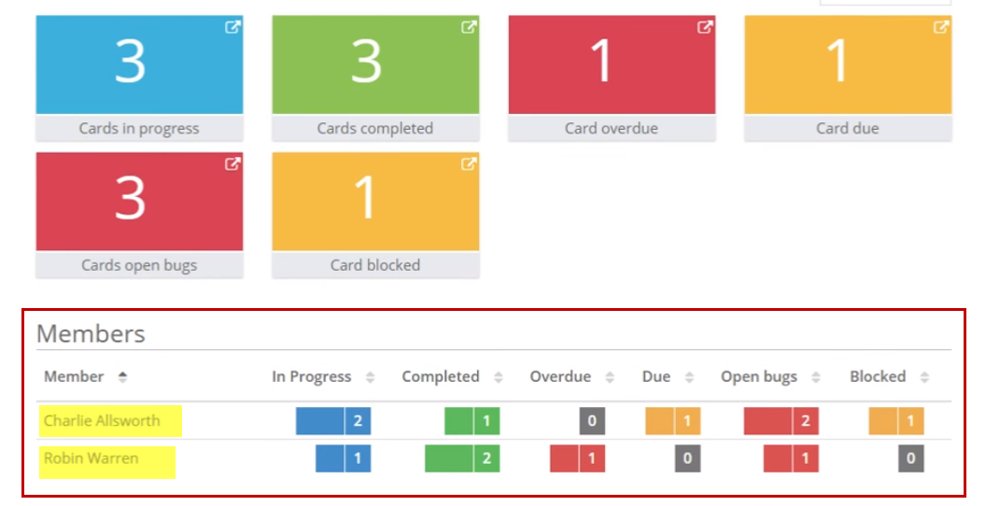 3 3 1 1
Cards in progress Cards completed Card overdue Card due
3 1
Cards open bugs Card blocked
Members
Member In Progress Completed Overdue Due Open bugs Blocked
Charlie Allsworth 2 1 0 1 2 1
Robin Warren 1 2 1 0 1 0